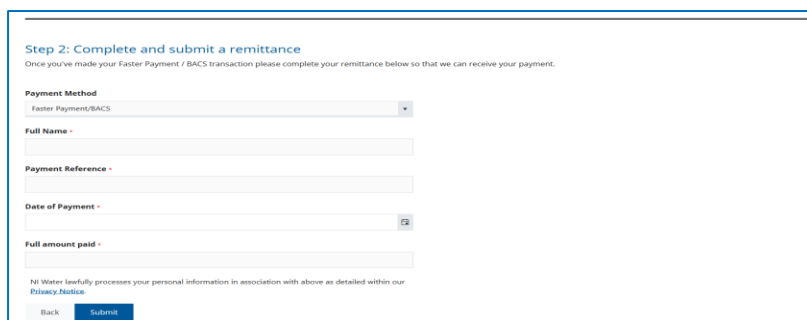 Step 2: Complete and submit a remittance
Once you've made your Faster Payment / BACS transaction please complete your remittance below so that we can receive your payment.
Payment Method
Faster Payment/BACS
Full Name *
Payment Reference *
Date of Payment *
Full amount paid *
NI Water lawfully processes your personal information in association with above as detailed within our
Privacy Notice.
Back Submit